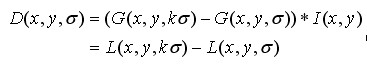 D(x, y, σ) = (G(x, y, kσ) − G(x, y, σ)) * I(x, y)
= L(x, y, kσ) − L(x, y, σ)